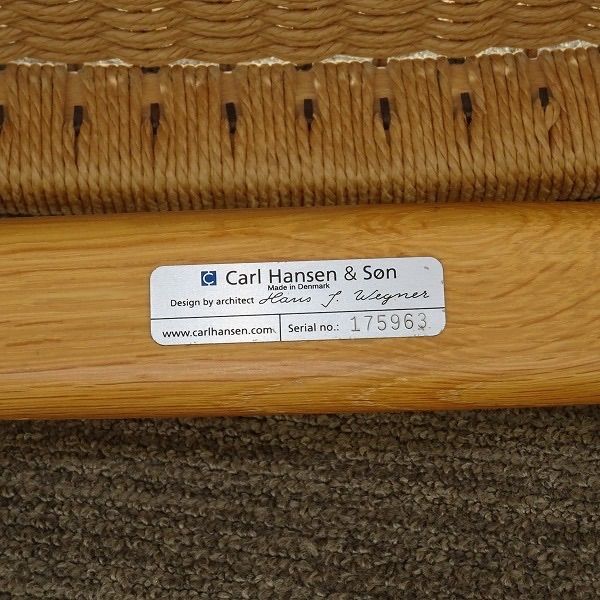 C Carl Hansen & Søn
Made in Denmark
Design by architect Hans J. Wegner
www.carlhansen.com Serial no.: 175963